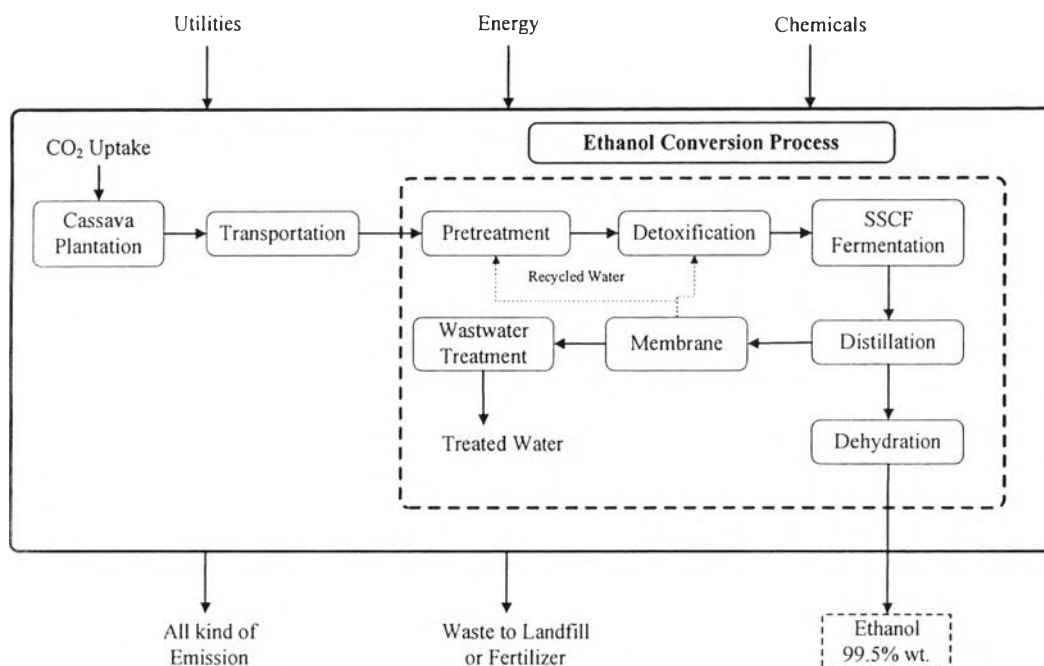 Utilities
Energy
Chemicals
Ethanol Conversion Process
CO₂ Uptake
Cassava
Plantation
Transportation
Pretreatment
Detoxification
SSCF
Fermentation
Recycled Water
Wastwater
Treatment
Membrane
Distillation
Treated Water
Dehydration
All kind of
Emission
Waste to Landfill
or Fertilizer
Ethanol
99.5% wt.